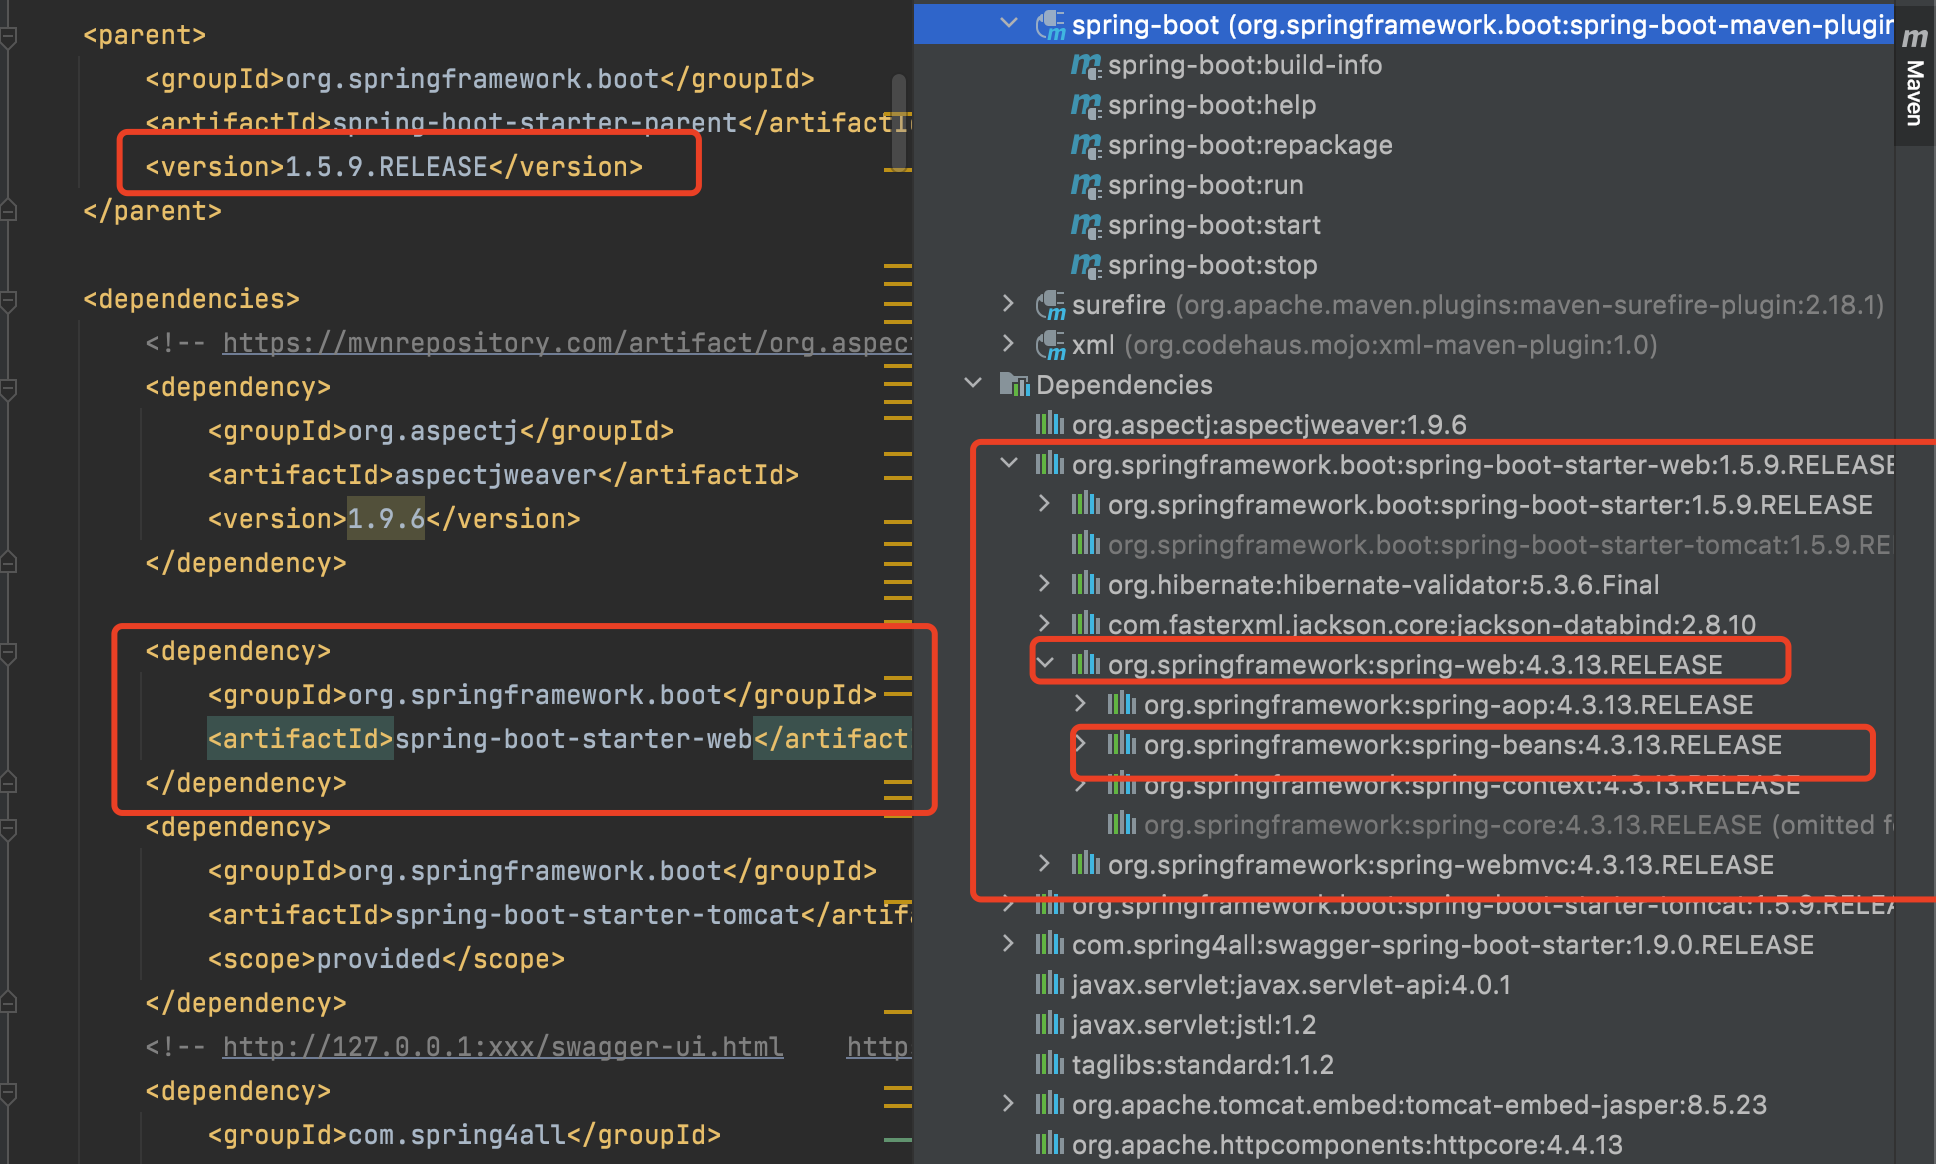 <parent>
<groupId>org.springframework.boot</groupId>
<artifactId>spring-boot-starter-parent</artifactId
<version>1.5.9.RELEASE</version>
</parent>
<dependencies>
<!-- https://mvnrepository.com/artifact/org.aspect
<dependency>
<groupId>org.aspectj</groupId>
<artifactId>aspectjweaver</artifactId>
<version>1.9.6</version>
</dependency>
<dependency>
<groupId>org.springframework.boot</groupId>
<artifactId>spring-boot-starter-web</artifact
</dependency>
<dependency>
<groupId>org.springframework.boot</groupId>
<artifactId>spring-boot-starter-tomcat</artifa
<scope>provided</scope>
</dependency>
<!-- http://127.0.0.1:xxx/swagger-ui.html http
<dependency>
<groupId>com.spring4all</groupId>
spring-boot (org.springframework.boot:spring-boot-maven-plugin
spring-boot:build-info
spring-boot:help
spring-boot:repackage
spring-boot:run
spring-boot:start
spring-boot:stop
surefire (org.apache.maven.plugins:maven-surefire-plugin:2.18.1)
xml (org.codehaus.mojo:xml-maven-plugin:1.0)
Dependencies
org.aspectj:aspectjweaver:1.9.6
org.springframework.boot:spring-boot-starter-web:1.5.9.RELEASE
org.springframework.boot:spring-boot-starter:1.5.9.RELEASE
org.springframework.boot:spring-boot-starter-tomcat:1.5.9.RE
org.hibernate:hibernate-validator:5.3.6.Final
com.fasterxml.jackson.core:jackson-databind:2.8.10
org.springframework:spring-web:4.3.13.RELEASE
org.springframework:spring-aop:4.3.13.RELEASE
org.springframework:spring-beans:4.3.13.RELEASE
org.springframework:spring-context:4.3.13.RELEASE
org.springframework:spring-core:4.3.13.RELEASE (omitted f
org.springframework:spring-webmvc:4.3.13.RELEASE
org.springframework.boot:spring-boot-starter-tomcat:1.5.9.RELEA
com.spring4all:swagger-spring-boot-starter:1.9.0.RELEASE
javax.servlet:javax.servlet-api:4.0.1
javax.servlet:jstl:1.2
taglibs:standard:1.1.2
org.apache.tomcat.embed:tomcat-embed-jasper:8.5.23
org.apache.httpcomponents:httpcore:4.4.13
m
Maven